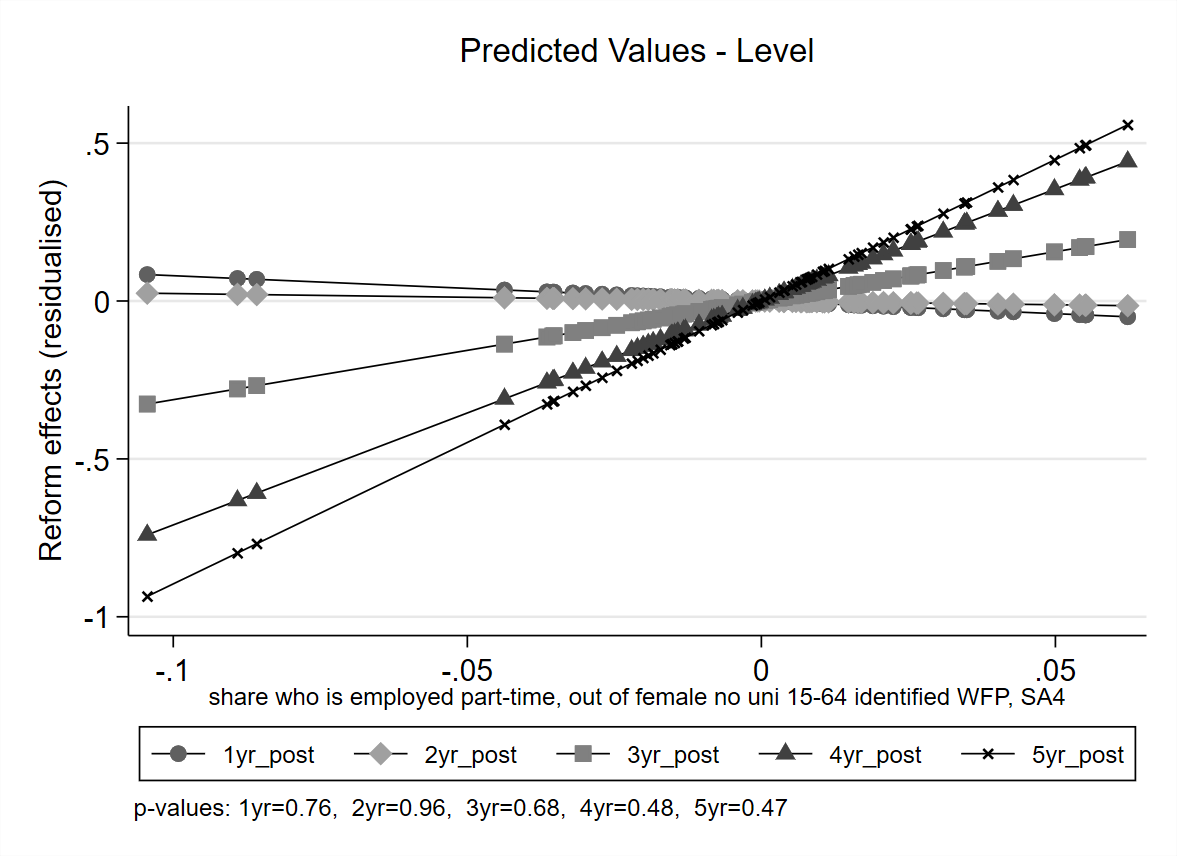 Predicted Values - Level
Reform effects (residualised)
.5
0
-.5
-1
-.1
-.05
0
.05
share who is employed part-time, out of female no uni 15-64 identified WFP, SA4
1yr_post 2yr_post 3yr_post 4yr_post 5yr_post
p-values: 1yr=0.76, 2yr=0.96, 3yr=0.68, 4yr=0.48, 5yr=0.47